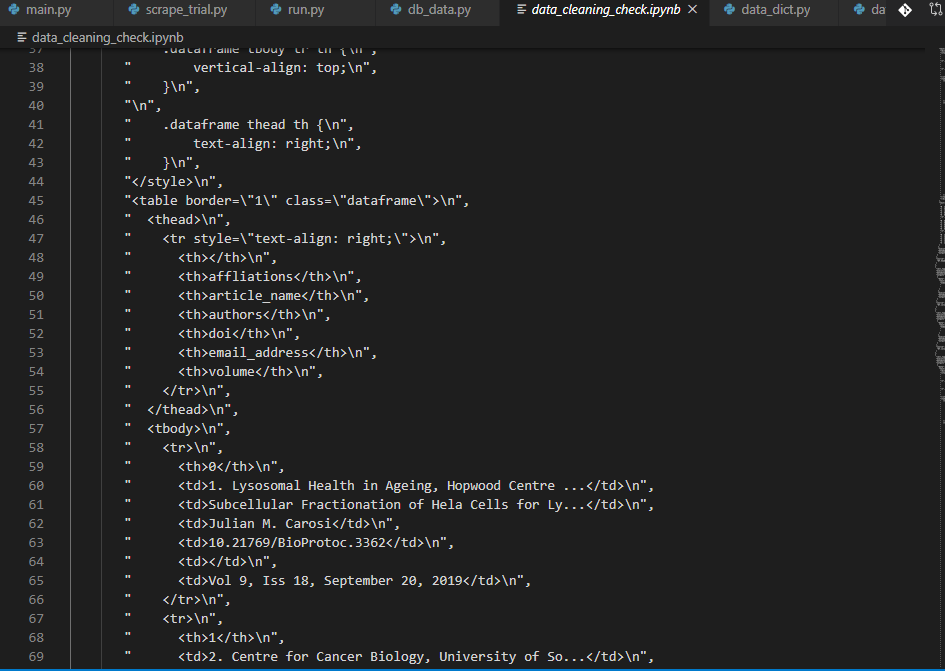 main.py scrape_trial.py run.py db_data.py data_cleaning_check.ipynb data_dict.py da
data_cleaning_check.ipynb
37 "     .dataframe tbody tr th {\n",
38 "         vertical-align: top;\n",
39 "     }\n",
40 "\n",
41 "     .dataframe thead th {\n",
42 "         text-align: right;\n",
43 "     }\n",
44 "</style>\n",
45 "<table border=\"1\" class=\"dataframe\">\n",
46 "  <thead>\n",
47 "    <tr style=\"text-align: right;\">\n",
48 "      <th></th>\n",
49 "      <th>affliations</th>\n",
50 "      <th>article_name</th>\n",
51 "      <th>authors</th>\n",
52 "      <th>doi</th>\n",
53 "      <th>email_address</th>\n",
54 "      <th>volume</th>\n",
55 "    </tr>\n",
56 "  </thead>\n",
57 "  <tbody>\n",
58 "    <tr>\n",
59 "      <th>0</th>\n",
60 "      <td>1. Lysosomal Health in Ageing, Hopwood Centre ...</td>\n",
61 "      <td>Subcellular Fractionation of Hela Cells for Ly...</td>\n",
62 "      <td>Julian M. Carosi</td>\n",
63 "      <td>10.21769/BioProtoc.3362</td>\n",
64 "      <td></td>\n",
65 "      <td>Vol 9, Iss 18, September 20, 2019</td>\n",
66 "    </tr>\n",
67 "    <tr>\n",
68 "      <th>1</th>\n",
69 "      <td>2. Centre for Cancer Biology, University of So...</td>\n",